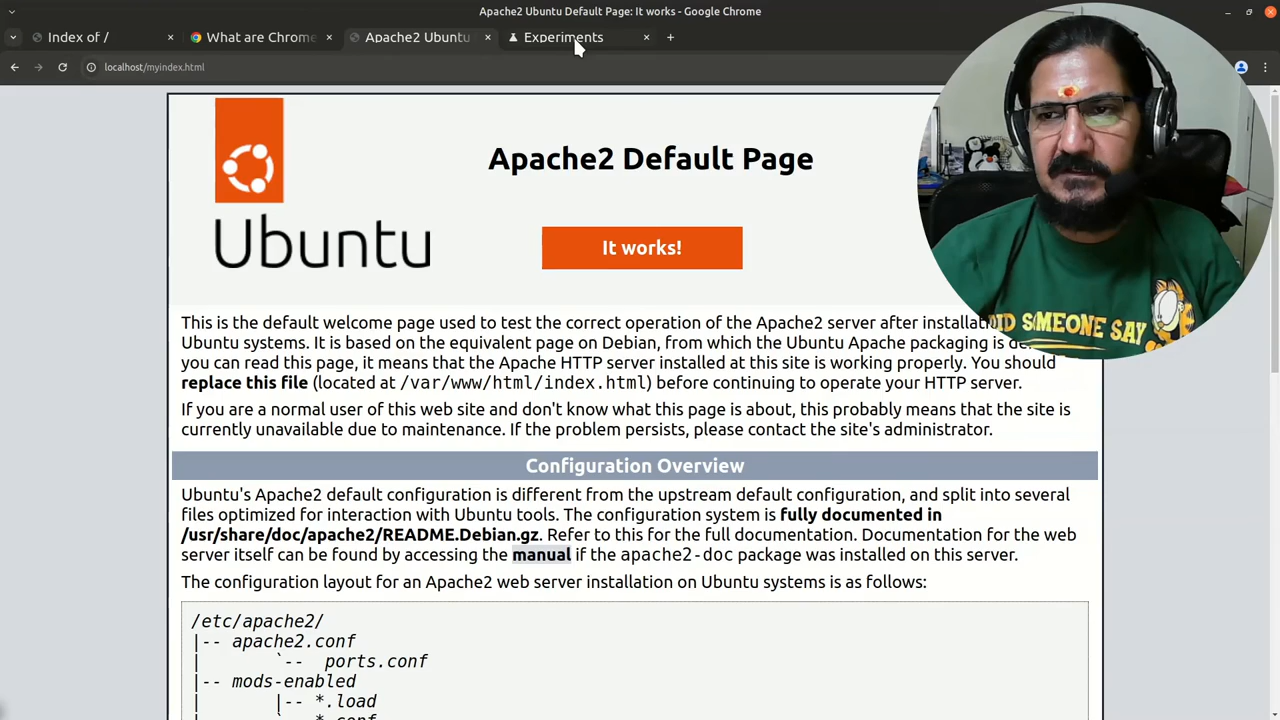 Apache2 Ubuntu Default Page: It works - Google Chrome
Index of /
What are Chrome
Apache2 Ubuntu
Experiments
localhost/myindex.html
Ubuntu
Apache2 Default Page
It works!
This is the default welcome page used to test the correct operation of the Apache2 server after
Ubuntu systems. It is based on the equivalent page on Debian, from which the Ubuntu Apache packaging is
you can read this page, it means that the Apache HTTP server installed at this site is working properly. You should
replace this file (located at /var/www/html/index.html) before continuing to operate your HTTP server.
If you are a normal user of this web site and don't know what this page is about, this probably means that the site is
currently unavailable due to maintenance. If the problem persists, please contact the site's administrator.
SOMEONE SAY
Configuration Overview
Ubuntu's Apache2 default configuration is different from the upstream default configuration, and split into several
files optimized for interaction with Ubuntu tools. The configuration system is fully documented in
/usr/share/doc/apache2/README.Debian.gz. Refer to this for the full documentation. Documentation for the web
server itself can be found by accessing the manual if the apache2-doc package was installed on this server.
The configuration layout for an Apache2 web server installation on Ubuntu systems is as follows:
/etc/apache2/
|-- apache2.conf
|       `--  ports.conf
|-- mods-enabled
|       |-- *.load
|       `-- *.conf